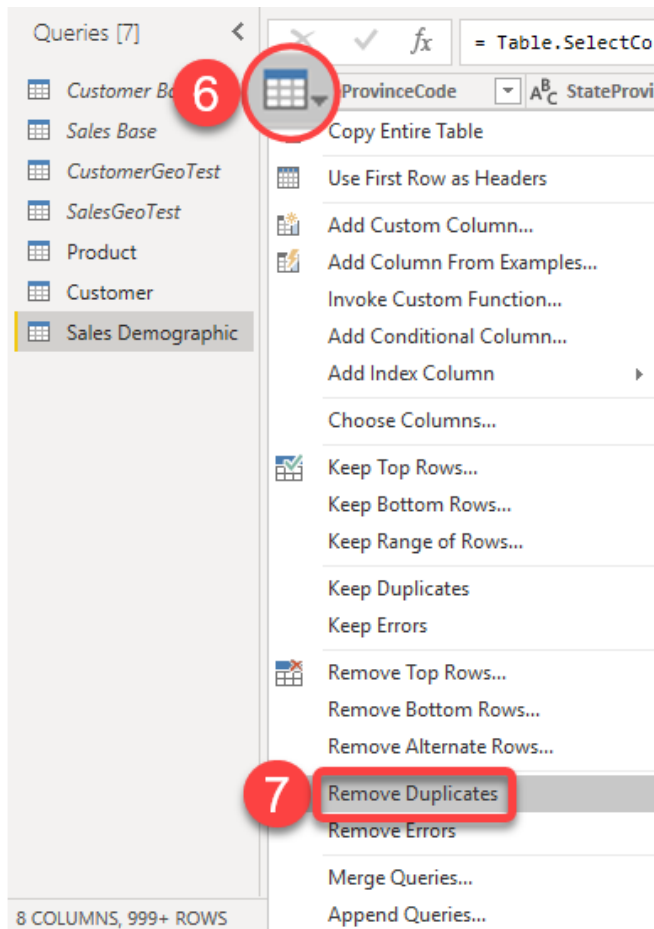 Queries [7]
<
fx
= Table.SelectCo
Customer Ba
6
ProvinceCode
ABC StateProvi
Sales Base
CustomerGeoTest
SalesGeoTest
Product
Customer
Sales Demographic
Copy Entire Table
Use First Row as Headers
Add Custom Column...
Add Column From Examples...
Invoke Custom Function...
Add Conditional Column...
Add Index Column
Choose Columns...
Keep Top Rows...
Keep Bottom Rows...
Keep Range of Rows...
Keep Duplicates
Keep Errors
Remove Top Rows...
Remove Bottom Rows...
Remove Alternate Rows...
7
Remove Duplicates
Remove Errors
Merge Queries...
Append Queries...
8 COLUMNS, 999+ ROWS